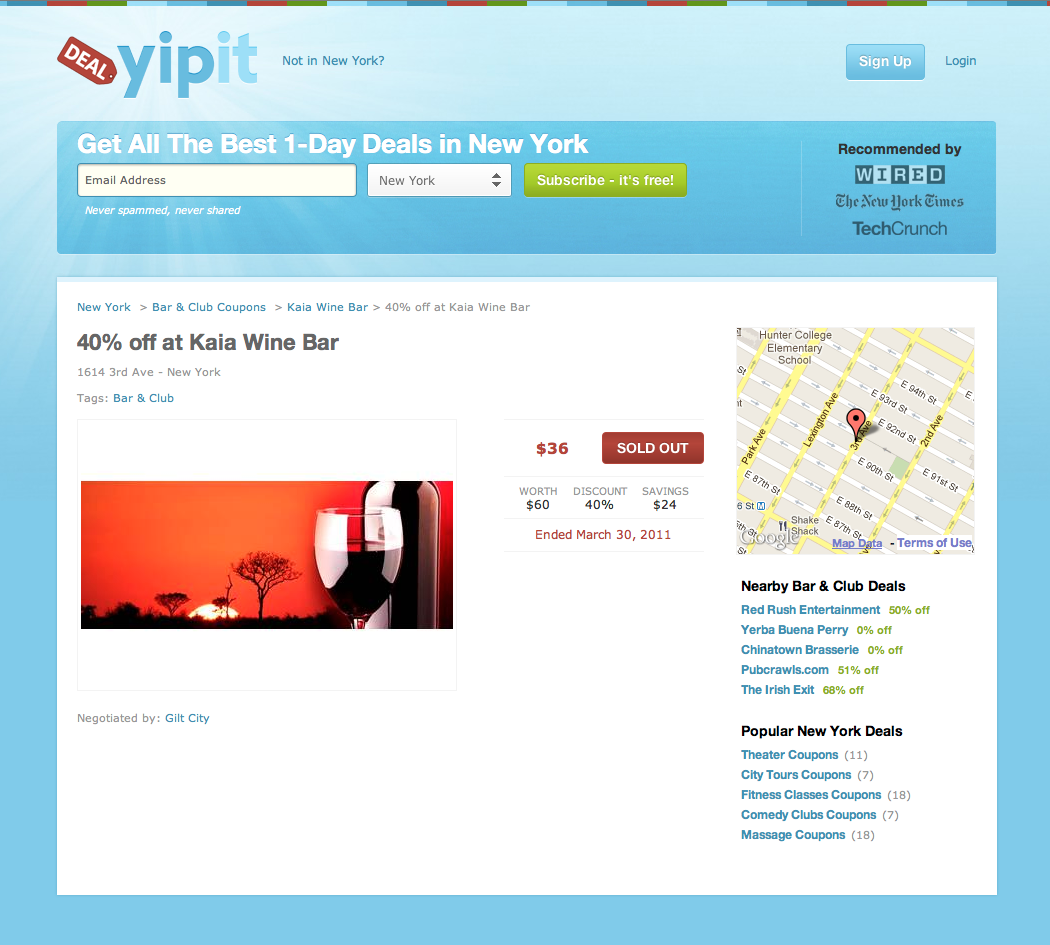 DEAL yipit
Not in New York?
Sign Up
Login
Get All The Best 1-Day Deals in New York
Email Address
New York
Subscribe - it's free!
Never spammed, never shared
Recommended by
WIRED
The New York Times
TechCrunch
New York > Bar & Club Coupons > Kaia Wine Bar > 40% off at Kaia Wine Bar
40% off at Kaia Wine Bar
1614 3rd Ave - New York
Tags: Bar & Club
$36
SOLD OUT
WORTH DISCOUNT SAVINGS
$60 40% $24
Ended March 30, 2011
Negotiated by: Gilt City
Hunter College
Elementary
School
E 94th St
E 93rd St
E 92nd St
Lexington Ave
3rd Ave
2nd Ave
Park Ave
E 90th St
E 91st St
E 87th St
E 88th St
6 St M
E 87th St
Shake
Shack
Google
Map Data - Terms of Use
Nearby Bar & Club Deals
Red Rush Entertainment 50% off
Yerba Buena Perry 0% off
Chinatown Brasserie 0% off
Pubcrawls.com 51% off
The Irish Exit 68% off
Popular New York Deals
Theater Coupons (11)
City Tours Coupons (7)
Fitness Classes Coupons (18)
Comedy Clubs Coupons (7)
Massage Coupons (18)